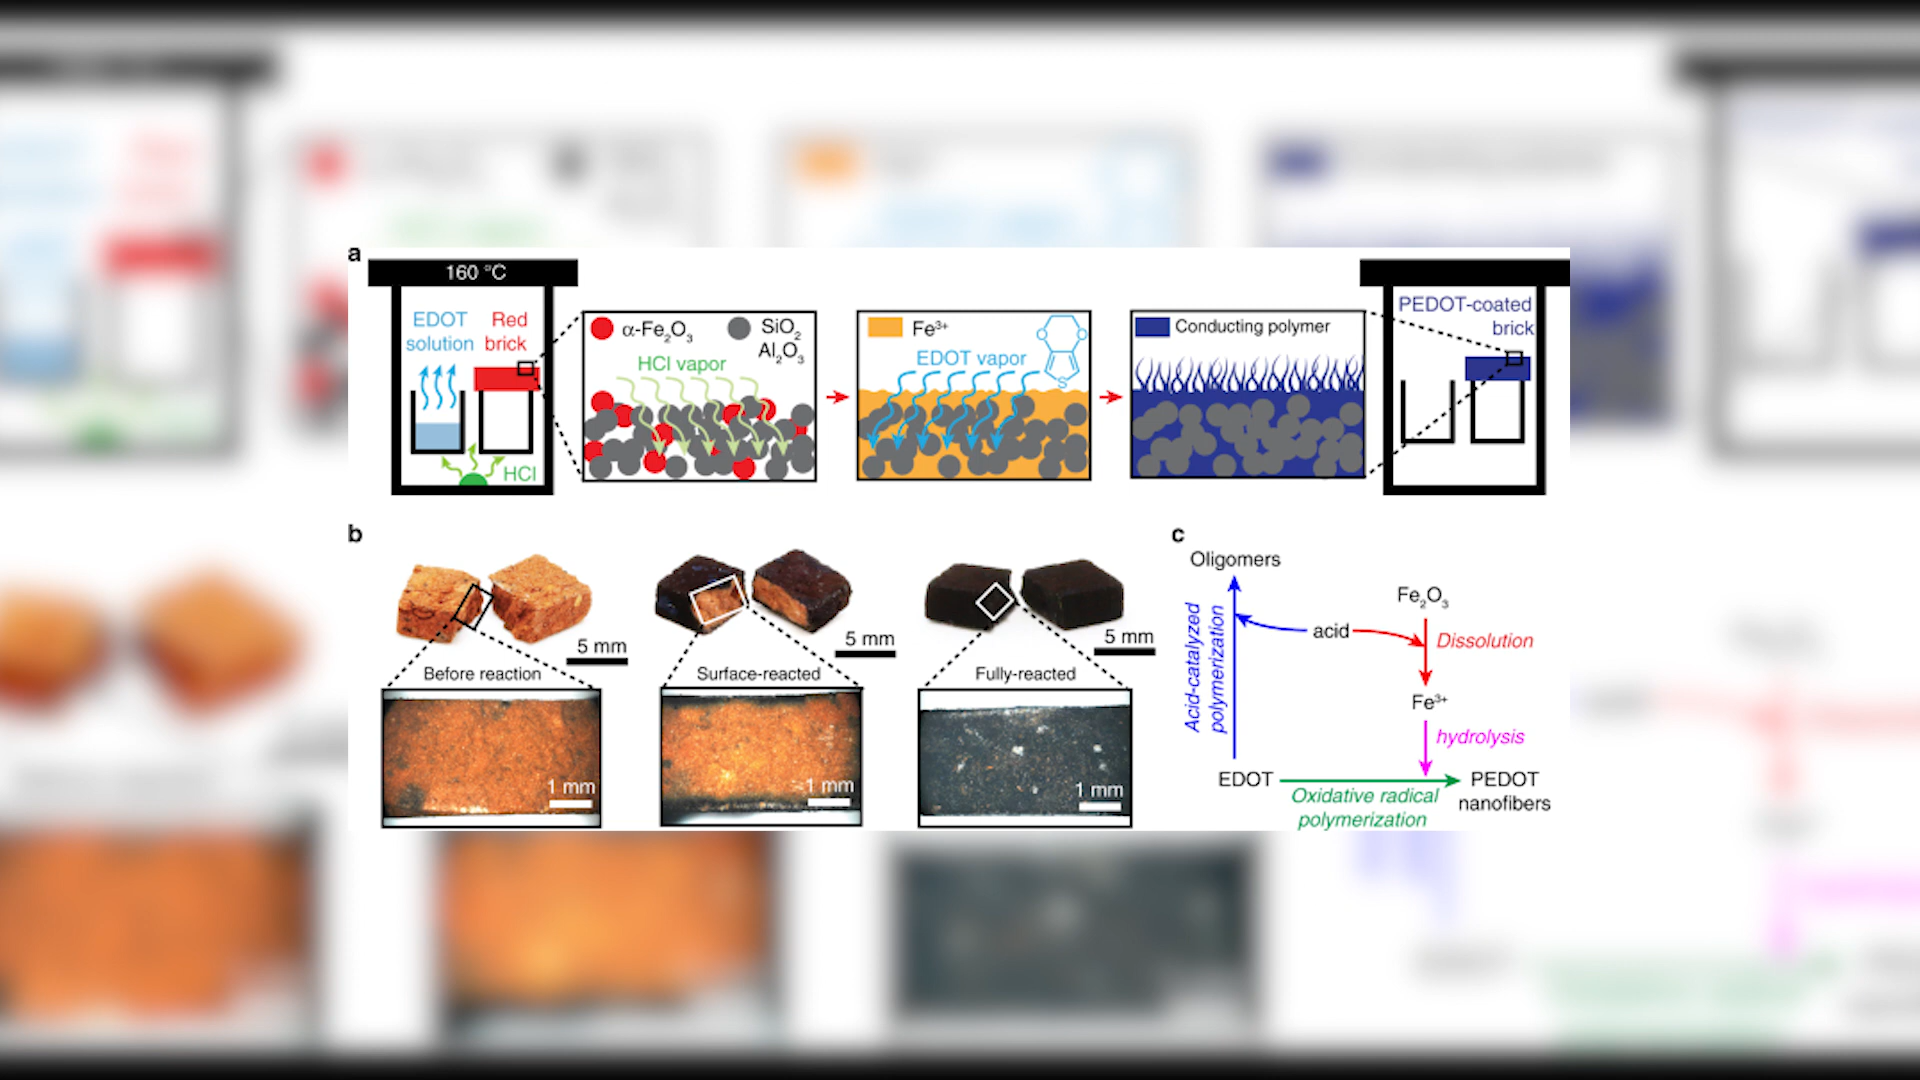 a
160 °C
EDOT
solution
Red
brick
HCl
α-Fe₂O₃
SiO₂
Al₂O₃
HCl vapor
Fe³⁺
EDOT vapor
O
O
S
Conducting polymer
PEDOT-coated
brick
b
5 mm
Before reaction
1 mm
5 mm
Surface-reacted
1 mm
5 mm
Fully-reacted
1 mm
c
Oligomers
Acid-catalyzed
polymerization
acid
Fe₂O₃
Dissolution
Fe³⁺
hydrolysis
EDOT
Oxidative radical
polymerization
PEDOT
nanofibers